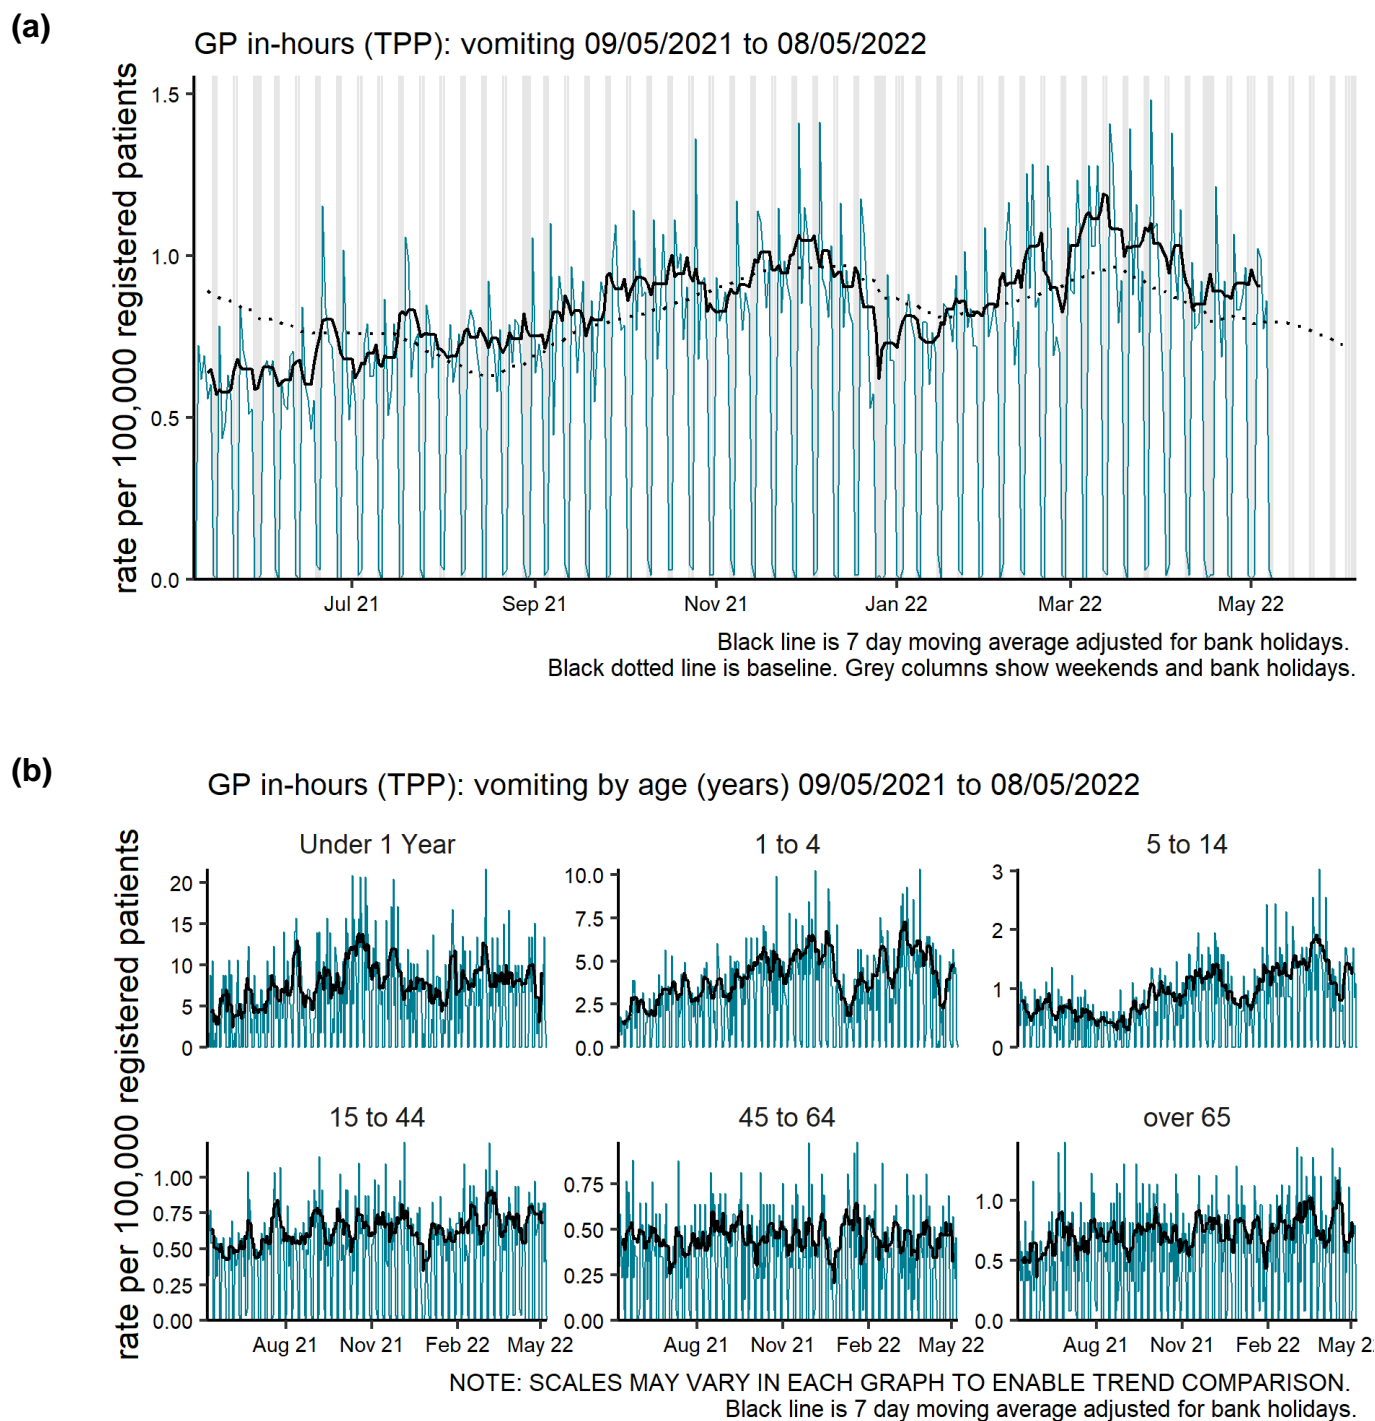 (a)
GP in-hours (TPP): vomiting 09/05/2021 to 08/05/2022
rate per 100,000 registered patients
1.5
1.0
0.5
0.0
Jul 21 Sep 21 Nov 21 Jan 22 Mar 22 May 22
Black line is 7 day moving average adjusted for bank holidays.
Black dotted line is baseline. Grey columns show weekends and bank holidays.
(b)
GP in-hours (TPP): vomiting by age (years) 09/05/2021 to 08/05/2022
rate per 100,000 registered patients
Under 1 Year
20
15
10
5
0
1 to 4
10.0
7.5
5.0
2.5
0.0
5 to 14
3
2
1
0
15 to 44
1.00
0.75
0.50
0.25
0.00
Aug 21 Nov 21 Feb 22 May 22
45 to 64
0.75
0.50
0.25
0.00
Aug 21 Nov 21 Feb 22 May 22
over 65
1.0
0.5
0.0
Aug 21 Nov 21 Feb 22 May 2
NOTE: SCALES MAY VARY IN EACH GRAPH TO ENABLE TREND COMPARISON.
Black line is 7 day moving average adjusted for bank holidays.